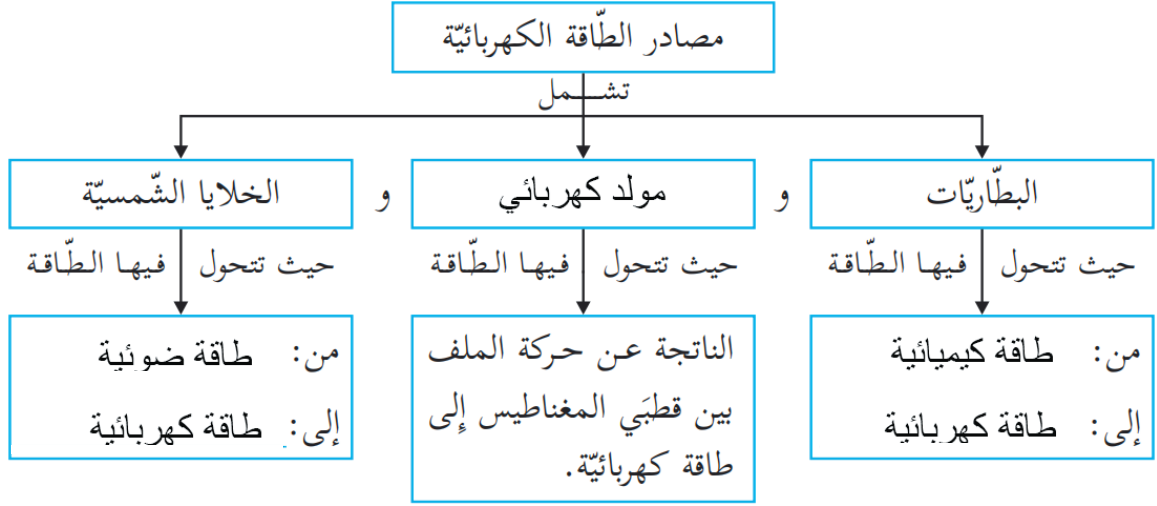 مصادر الطّاقة الكهربائيّة
تشمل
البطّاريّات
و
مولد كهربائي
و
الخلايا الشّمسيّة
حيث تتحول فيها الطّاقة
حيث تتحول فيها الطّاقة
حيث تتحول فيها الطّاقة
من: طاقة كيميائية
إلى: طاقة كهربائية
الناتجة عن حركة الملف
بين قطبَي المغناطيس إِلى
طاقة كهربائيّة.
من: طاقة ضوئية
إلى: طاقة كهربائية